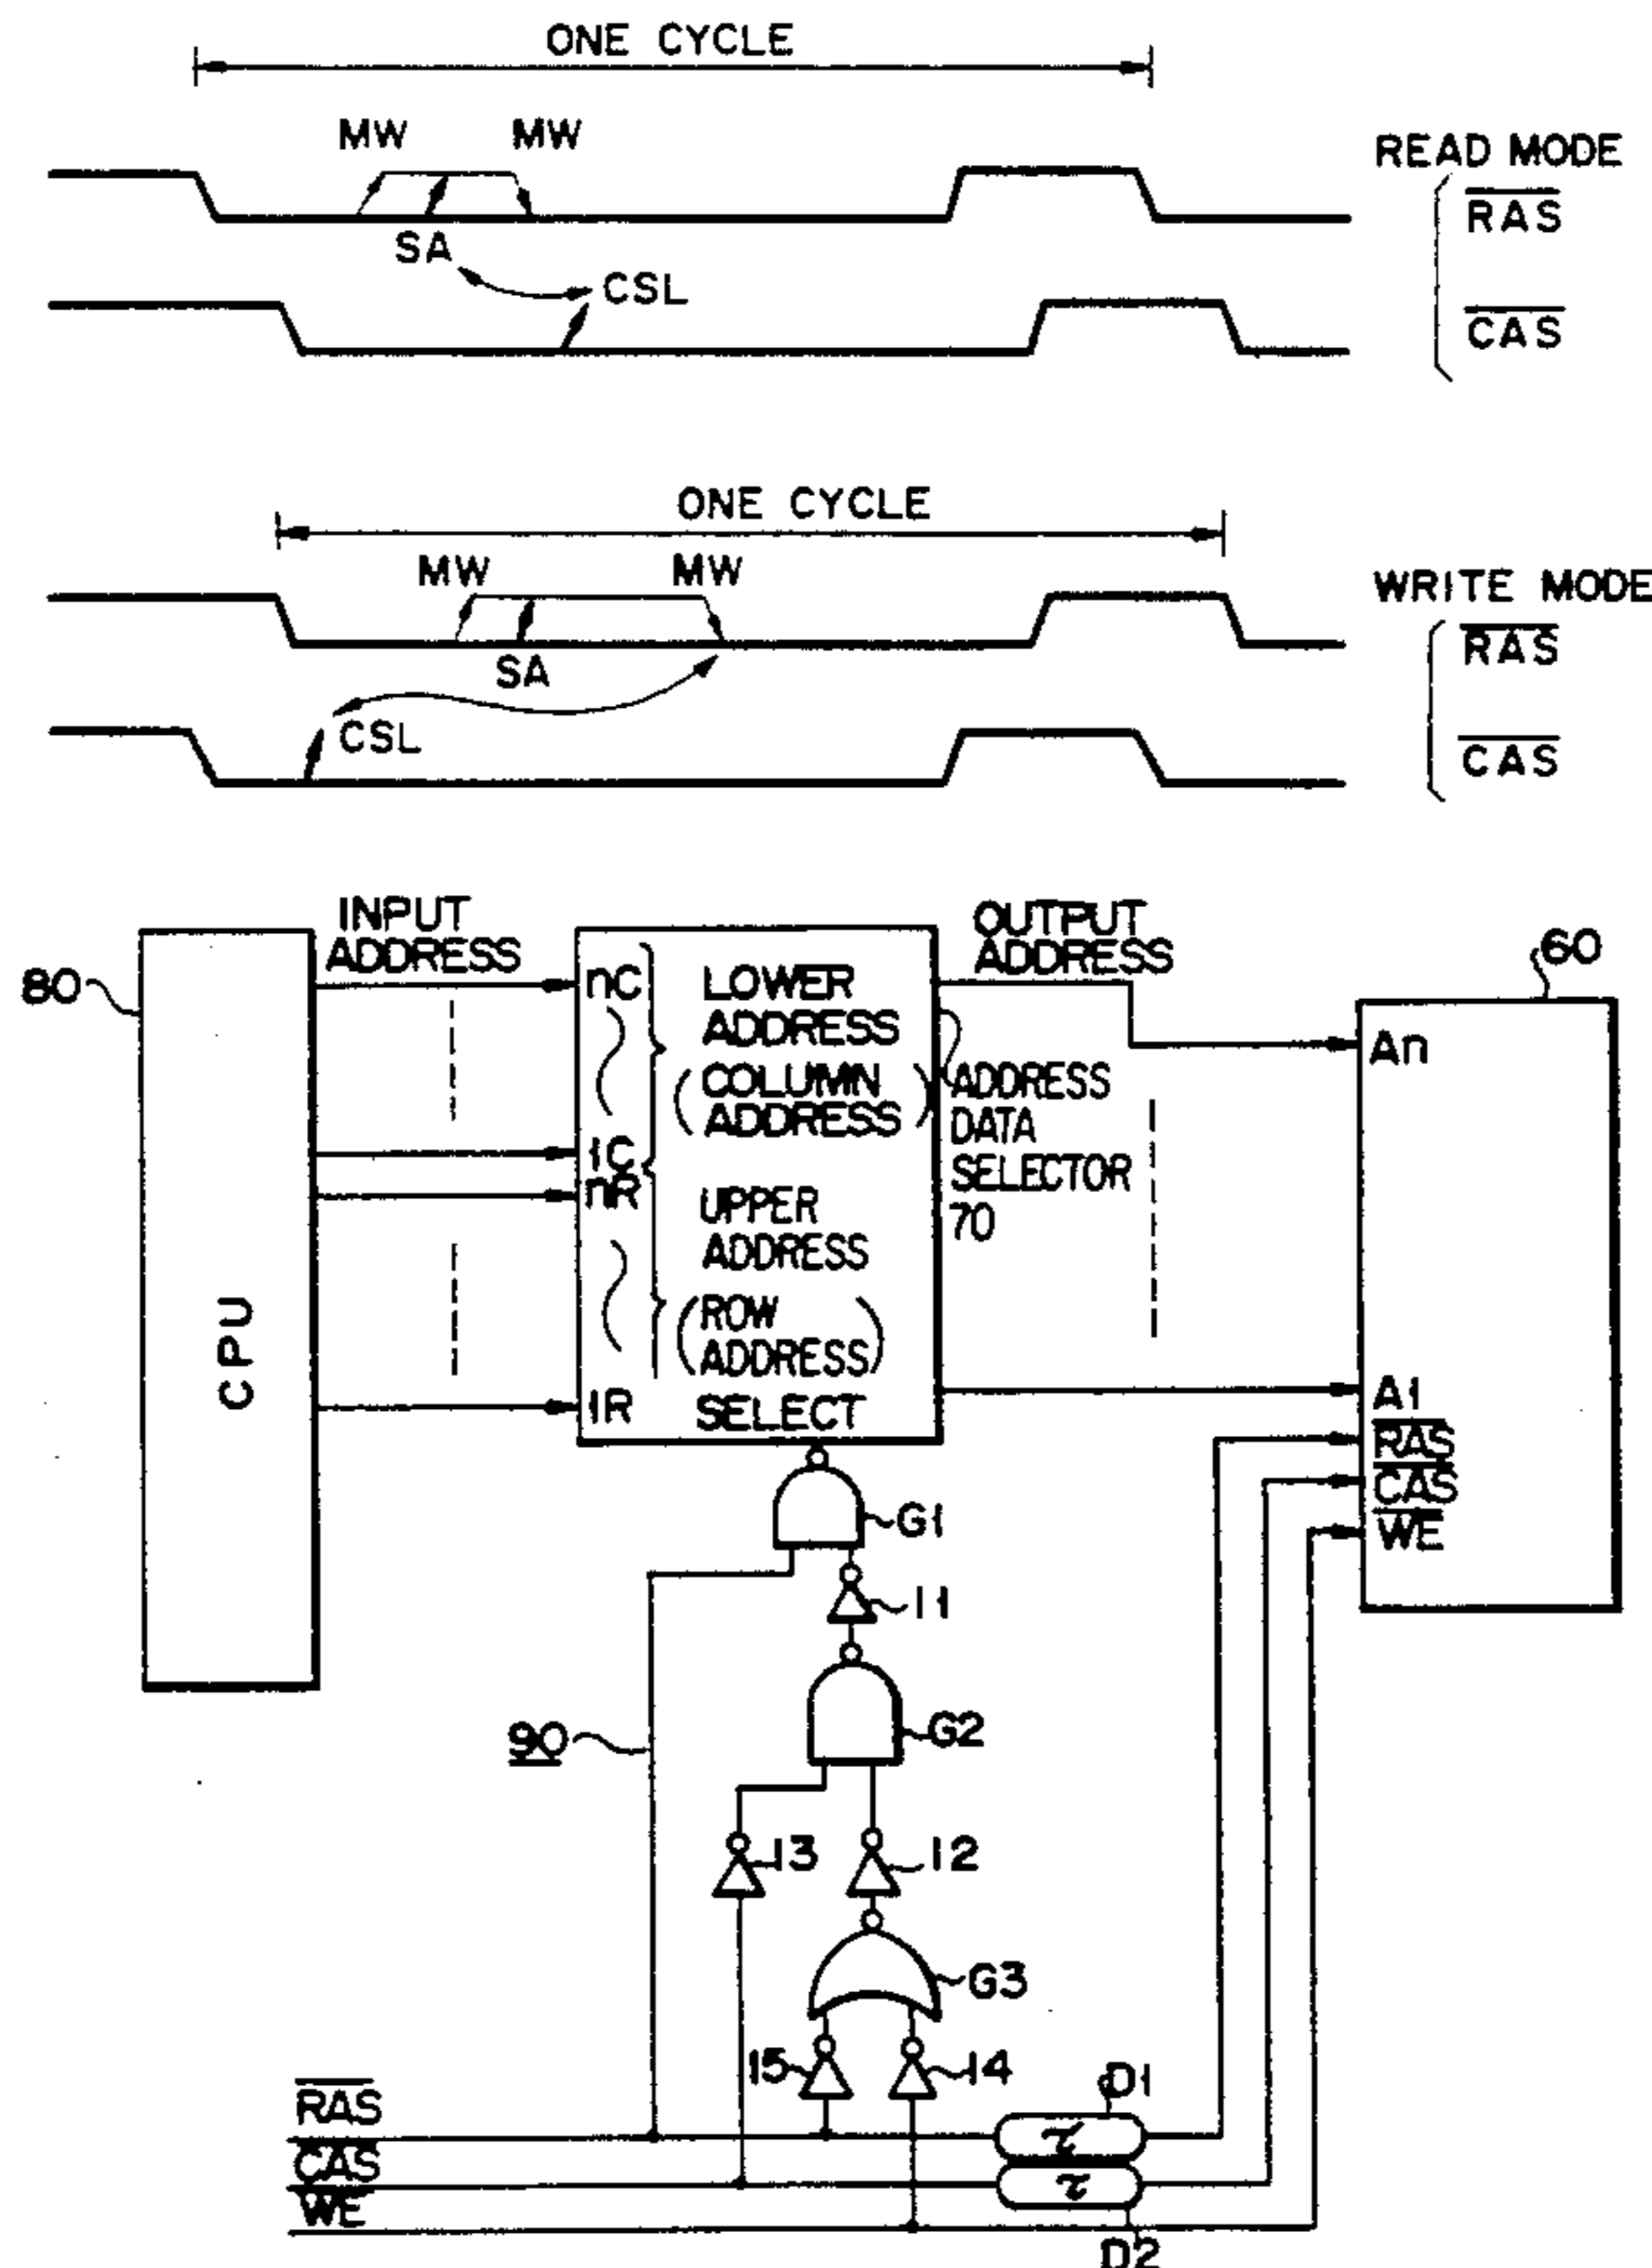 ONE CYCLE
MW MW
READ MODE
RAS
SA
CSL
CAS
ONE CYCLE
MW MW
WRITE MODE
RAS
SA
CSL
CAS
INPUT ADDRESS
OUTPUT ADDRESS
80
60
nC
LOWER ADDRESS
(COLUMN ADDRESS)
An
ADDRESS DATA SELECTOR 70
1C
nR
UPPER ADDRESS
(ROW ADDRESS)
CPU
1R
SELECT
A1
RAS
CAS
WE
G1
I1
90
G2
I3
I2
G3
I5
I4
D1
RAS
τ
CAS
τ
WE
D2